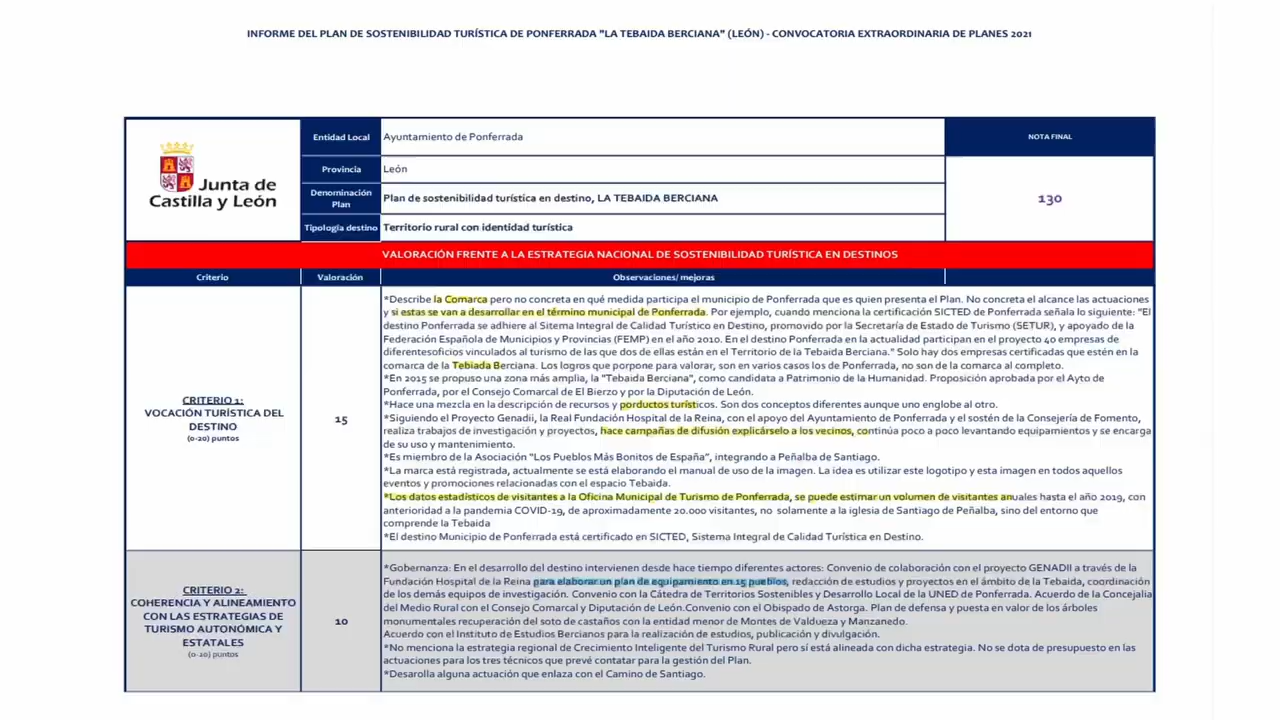 INFORME DEL PLAN DE SOSTENIBILIDAD TURÍSTICA DE PONFERRADA "LA TEBAIDA BERCIANA" (LEÓN) - CONVOCATORIA EXTRAORDINARIA DE PLANES 2021
Junta de
Castilla y León
Entidad Local
Ayuntamiento de Ponferrada
NOTA FINAL
Provincia
León
Denominación
Plan
Plan de sostenibilidad turística en destino, LA TEBAIDA BERCIANA
130
Tipología destino
Territorio rural con identidad turística
VALORACIÓN FRENTE A LA ESTRATEGIA NACIONAL DE SOSTENIBILIDAD TURÍSTICA EN DESTINOS
Criterio
Valoración
Observaciones/ mejoras
CRITERIO 1:
VOCACIÓN TURÍSTICA DEL
DESTINO
(0-20) puntos
15
*Describe la Comarca pero no concreta en qué medida participa el municipio de Ponferrada que es quien presenta el Plan. No concreta el alcance las actuaciones
y si estas se van a desarrollar en el término municipal de Ponferrada. Por ejemplo, cuando menciona la certificación SICTED de Ponferrada señala lo siguiente: "El
destino Ponferrada se adhiere al Sitema Integral de Calidad Turístico en Destino, promovido por la Secretaría de Estado de Turismo (SETUR), y apoyado de la
Federación Española de Municipios y Provincias (FEMP) en el año 2010. En el destino Ponferrada en la actualidad participan en el proyecto 40 empresas de
diferentesoficios vinculados al turismo de las que dos de ellas están en el Territorio de la Tebaida Berciana." Solo hay dos empresas certificadas que estén en la
comarca de la Tebiada Berciana. Los logros que porpone para valorar, son en varios casos los de Ponferrada, no son de la comarca al completo.
*En 2015 se propuso una zona más amplia, la "Tebaida Berciana", como candidata a Patrimonio de la Humanidad. Proposición aprobada por el Ayto de
Ponferrada, por el Consejo Comarcal de El Bierzo y por la Diputación de León.
*Hace una mezcla en la descripción de recursos y porductos turísticos. Son dos conceptos diferentes aunque uno englobe al otro.
*Siguiendo el Proyecto Genadii, la Real Fundación Hospital de la Reina, con el apoyo del Ayuntamiento de Ponferrada y el sostén de la Consejería de Fomento,
realiza trabajos de investigación y proyectos, hace campañas de difusión explicárselo a los vecinos, continúa poco a poco levantando equipamientos y se encarga
de su uso y mantenimiento.
*Es miembro de la Asociación "Los Pueblos Más Bonitos de España", integrando a Peñalba de Santiago.
*La marca está registrada, actualmente se está elaborando el manual de uso de la imagen. La idea es utilizar este logotipo y esta imagen en todos aquellos
eventos y promociones relacionadas con el espacio Tebaida.
*Los datos estadísticos de visitantes a la Oficina Municipal de Turismo de Ponferrada, se puede estimar un volumen de visitantes anuales hasta el año 2019, con
anterioridad a la pandemia COVID-19, de aproximadamente 20.000 visitantes, no solamente a la iglesia de Santiago de Peñalba, sino del entorno que
comprende la Tebaida
*El destino Municipio de Ponferrada está certificado en SICTED, Sistema Integral de Calidad Turística en Destino.
CRITERIO 2:
COHERENCIA Y ALINEAMIENTO
CON LAS ESTRATEGIAS DE
TURISMO AUTONÓMICA Y
ESTATALES
(0-20) puntos
10
*Gobernanza: En el desarrollo del destino intervienen desde hace tiempo diferentes actores: Convenio de colaboración con el proyecto GENADII a través de la
Fundación Hospital de la Reina para elaborar un plan de equipamiento en 15 pueblos, redacción de estudios y proyectos en el ámbito de la Tebaida, coordinación
de los demás equipos de investigación. Convenio con la Cátedra de Territorios Sostenibles y Desarrollo Local de la UNED de Ponferrada. Acuerdo de la Concejalia
del Medio Rural con el Consejo Comarcal y Diputación de León.Convenio con el Obispado de Astorga. Plan de defensa y puesta en valor de los árboles
monumentales recuperación del soto de castaños con la entidad menor de Montes de Valdueza y Manzanedo.
Acuerdo con el Instituto de Estudios Bercianos para la realización de estudios, publicación y divulgación.
*No menciona la estrategia regional de Crecimiento Inteligente del Turismo Rural pero sí está alineada con dicha estrategia. No se dota de presupuesto en las
actuaciones para los tres técnicos que prevé contatar para la gestión del Plan.
*Desarolla alguna actuación que enlaza con el Camino de Santiago.